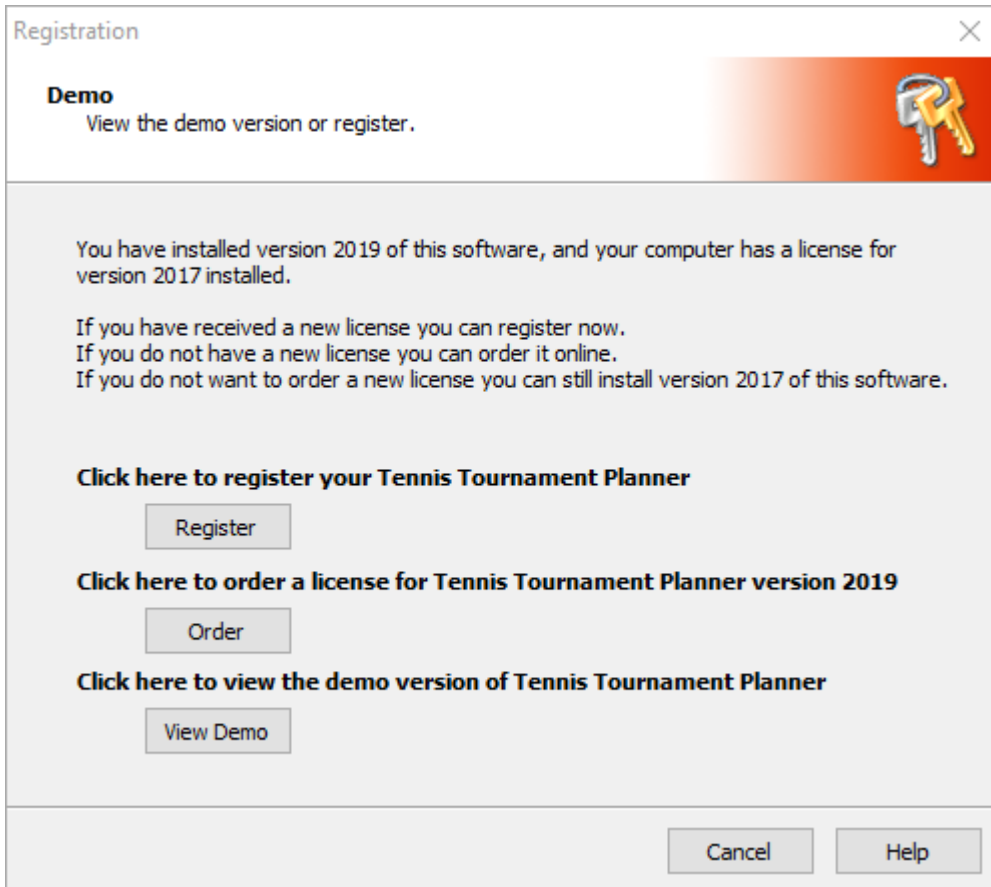 Registration
Demo
View the demo version or register.
You have installed version 2019 of this software, and your computer has a license for
version 2017 installed.
If you have received a new license you can register now.
If you do not have a new license you can order it online.
If you do not want to order a new license you can still install version 2017 of this software.
Click here to register your Tennis Tournament Planner
Register
Click here to order a license for Tennis Tournament Planner version 2019
Order
Click here to view the demo version of Tennis Tournament Planner
View Demo
Cancel Help